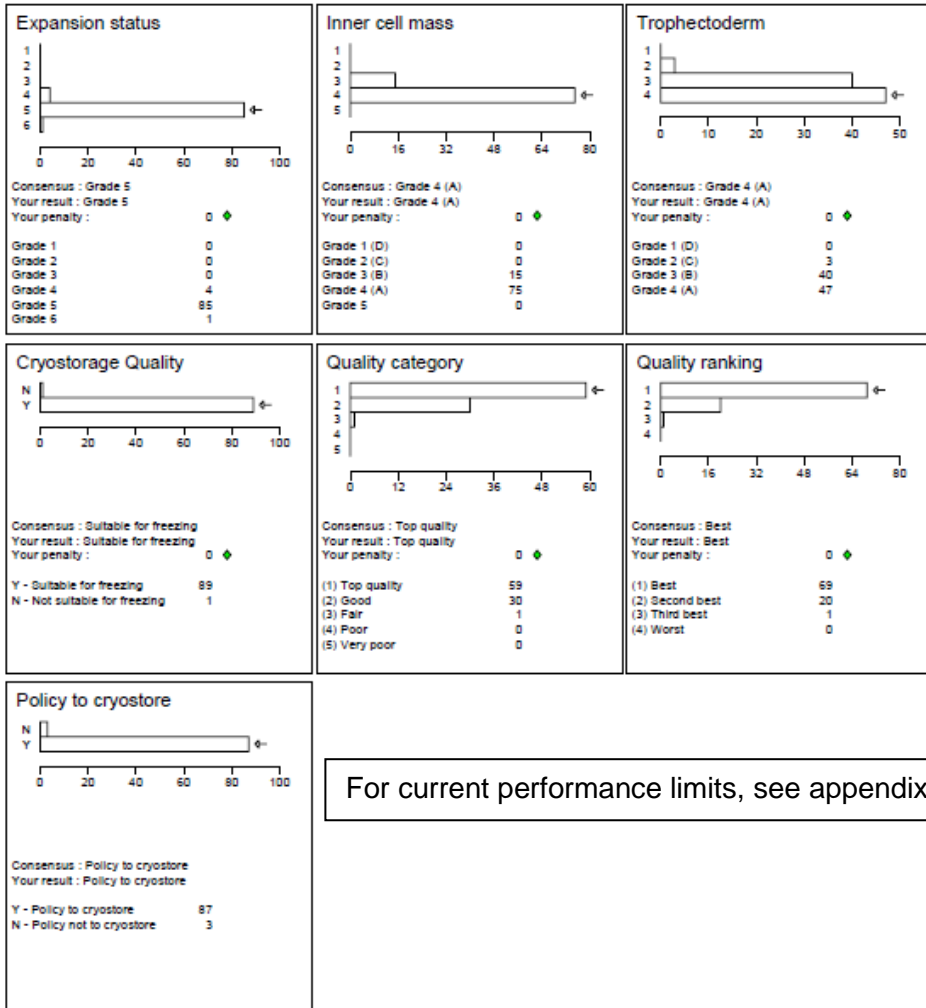 Expansion status
1
2
3
4
5
6
0 20 40 60 80 100
Consensus : Grade 5
Your result : Grade 5
Your penalty : 0
Grade 1 0
Grade 2 0
Grade 3 0
Grade 4 4
Grade 5 85
Grade 6 1
Inner cell mass
1
2
3
4
5
0 16 32 48 64 80
Consensus : Grade 4 (A)
Your result : Grade 4 (A)
Your penalty : 0
Grade 1 (D) 0
Grade 2 (C) 0
Grade 3 (B) 15
Grade 4 (A) 75
Grade 5 0
Trophectoderm
1
2
3
4
0 10 20 30 40 50
Consensus : Grade 4 (A)
Your result : Grade 4 (A)
Your penalty : 0
Grade 1 (D) 0
Grade 2 (C) 3
Grade 3 (B) 40
Grade 4 (A) 47
Cryostorage Quality
N
Y
0 20 40 60 80 100
Consensus : Suitable for freezing
Your result : Suitable for freezing
Your penalty : 0
Y - Suitable for freezing 89
N - Not suitable for freezing 1
Quality category
1
2
3
4
5
0 12 24 36 48 60
Consensus : Top quality
Your result : Top quality
Your penalty : 0
(1) Top quality 59
(2) Good 30
(3) Fair 1
(4) Poor 0
(5) Very poor 0
Quality ranking
1
2
3
4
0 16 32 48 64 80
Consensus : Best
Your result : Best
Your penalty : 0
(1) Best 69
(2) Second best 20
(3) Third best 1
(4) Worst 0
Policy to cryostore
N
Y
0 20 40 60 80 100
Consensus : Policy to cryostore
Your result : Policy to cryostore
Y - Policy to cryostore 87
N - Policy not to cryostore 3
For current performance limits, see appendix